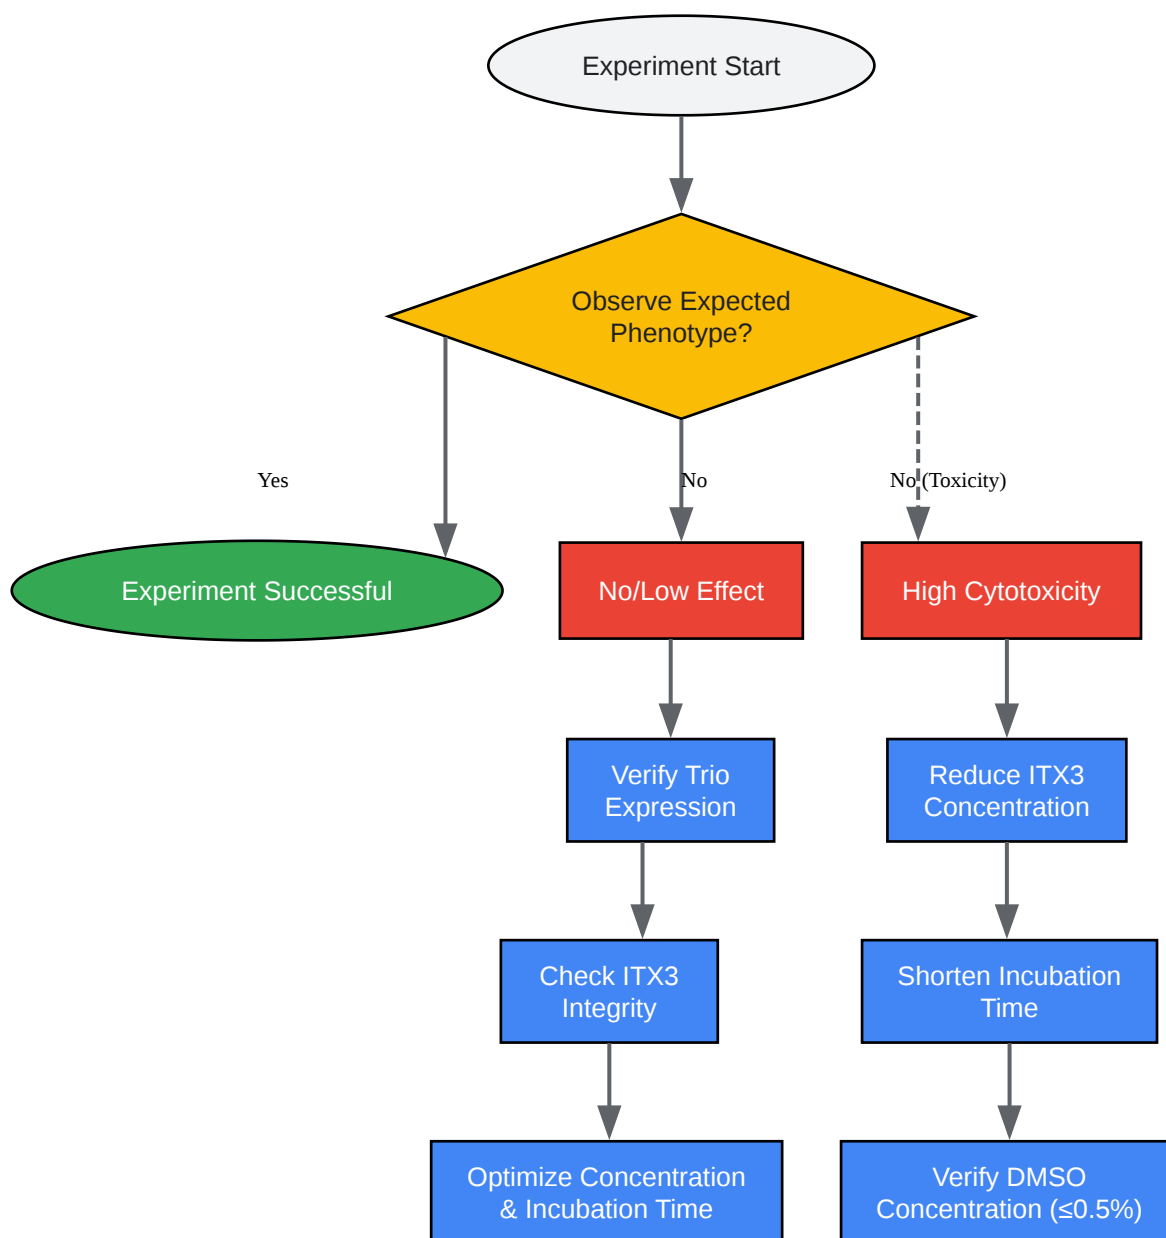 Experiment Start
Observe Expected
Phenotype?
Yes
No
No (Toxicity)
Experiment Successful
No/Low Effect
High Cytotoxicity
Verify Trio
Expression
Reduce ITX3
Concentration
Check ITX3
Integrity
Shorten Incubation
Time
Optimize Concentration
& Incubation Time
Verify DMSO
Concentration (≤0.5%)